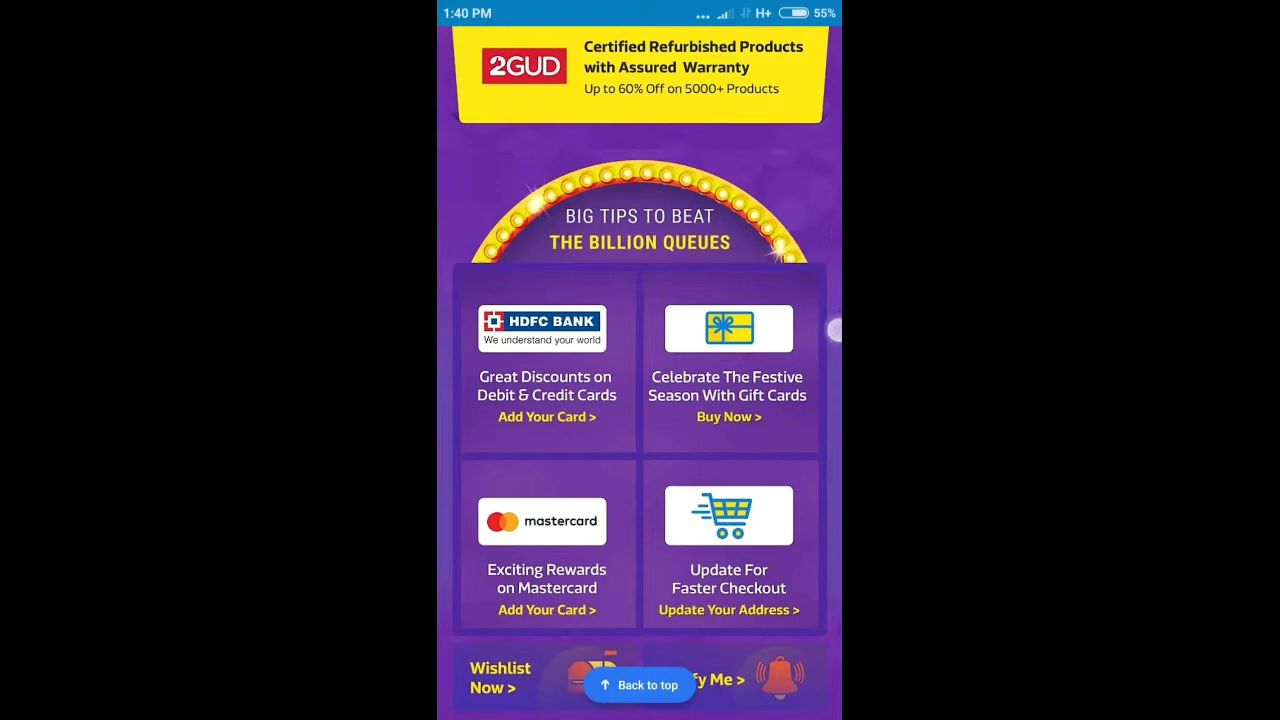 1:40 PM
H+
55%
2GUD
Certified Refurbished Products
with Assured Warranty
Up to 60% Off on 5000+ Products
BIG TIPS TO BEAT
THE BILLION QUEUES
HDFC BANK
We understand your world
Great Discounts on
Debit & Credit Cards
Add Your Card >
Celebrate The Festive
Season With Gift Cards
Buy Now >
mastercard
Exciting Rewards
on Mastercard
Add Your Card >
Update For
Faster Checkout
Update Your Address >
Wishlist
Now >
Back to top
Me >